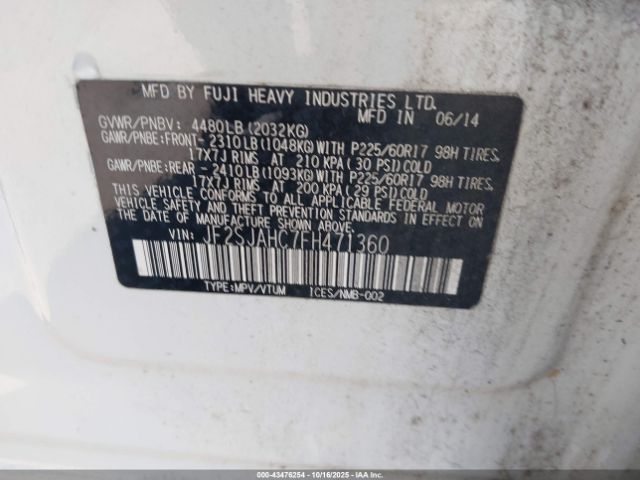 MFD BY FUJI HEAVY INDUSTRIES LTD.
MFD IN 06/14
GVWR/PNBV: 4480LB (2032KG)
GAWR/PNBE:FRONT- 2310LB (1048KG) WITH P225/60R17 98H TIRES,
17X7J RIMS AT 210 KPA (30 PSI) COLD
GAWR/PNBE:REAR - 2410LB (1093KG) WITH P225/60R17 98H TIRES,
17X7J RIMS AT 200 KPA (29 PSI) COLD
THIS VEHICLE CONFORMS TO ALL APPLICABLE FEDERAL MOTOR
VEHICLE SAFETY AND THEFT PREVENTION STANDARDS IN
EFFECT ON THE DATE OF MANUFACTURE SHOWN ABOVE.
VIN: JF2SJAHC7FH471360
TYPE:MPV/VTUM ICES/NMB-002
000-43476254 | 10/16/2025 | Copyright © IAA, LLC